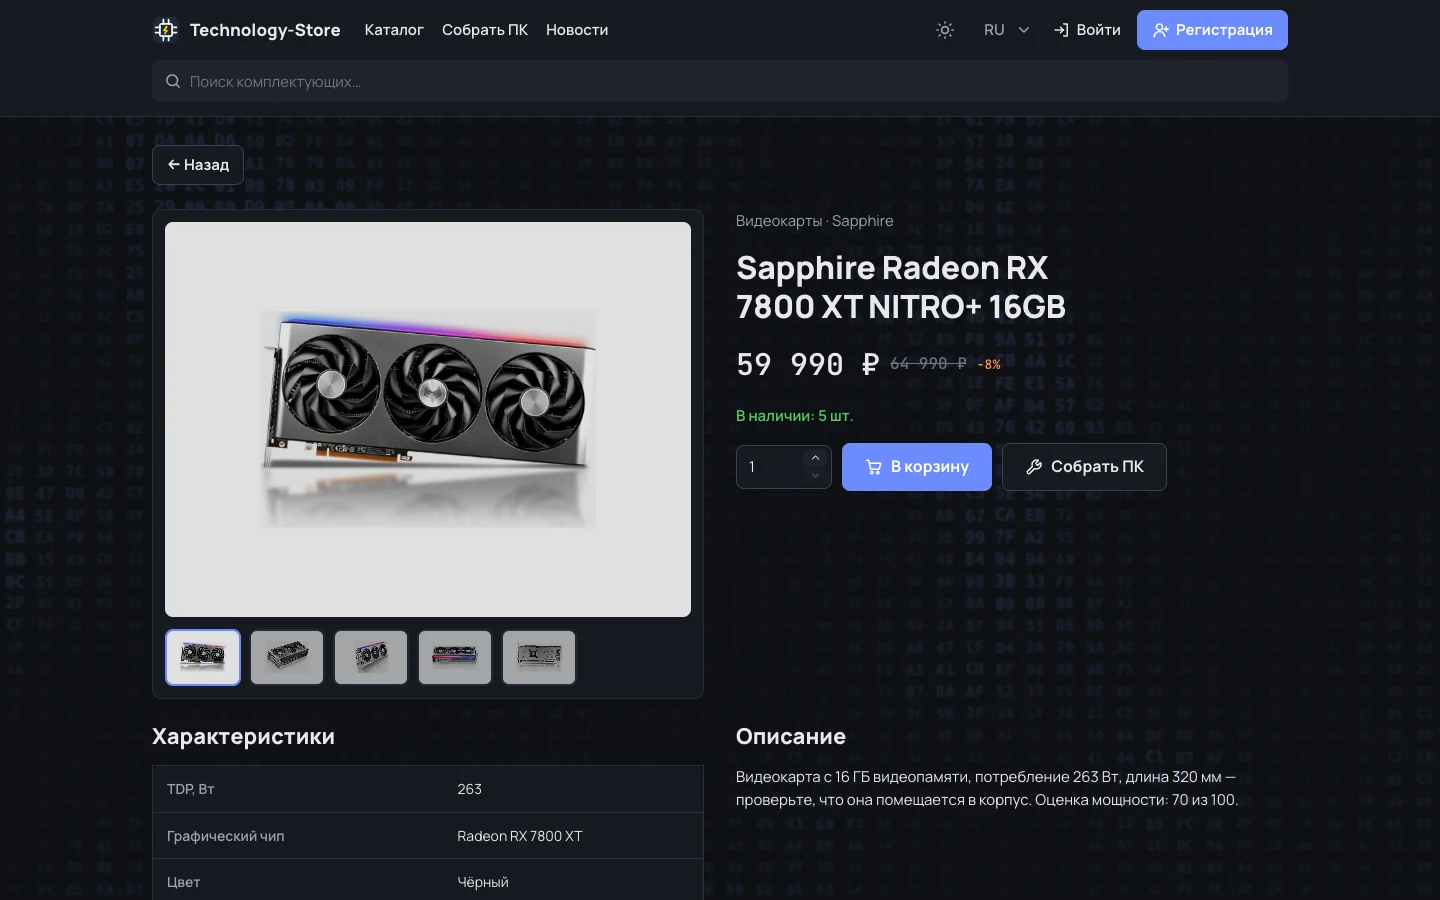 Technology-Store
Каталог
Собрать ПК
Новости
RU
Войти
Регистрация
Поиск комплектующих...
← Назад
Видеокарты · Sapphire
Sapphire Radeon RX
7800 XT NITRO+ 16GB
59 990 ₽ 64 990 ₽ -8%
В наличии: 5 шт.
1
В корзину
Собрать ПК
Характеристики
TDP, Вт 263
Графический чип Radeon RX 7800 XT
Цвет Чёрный
Описание
Видеокарта с 16 ГБ видеопамяти, потребление 263 Вт, длина 320 мм —
проверьте, что она помещается в корпус. Оценка мощности: 70 из 100.